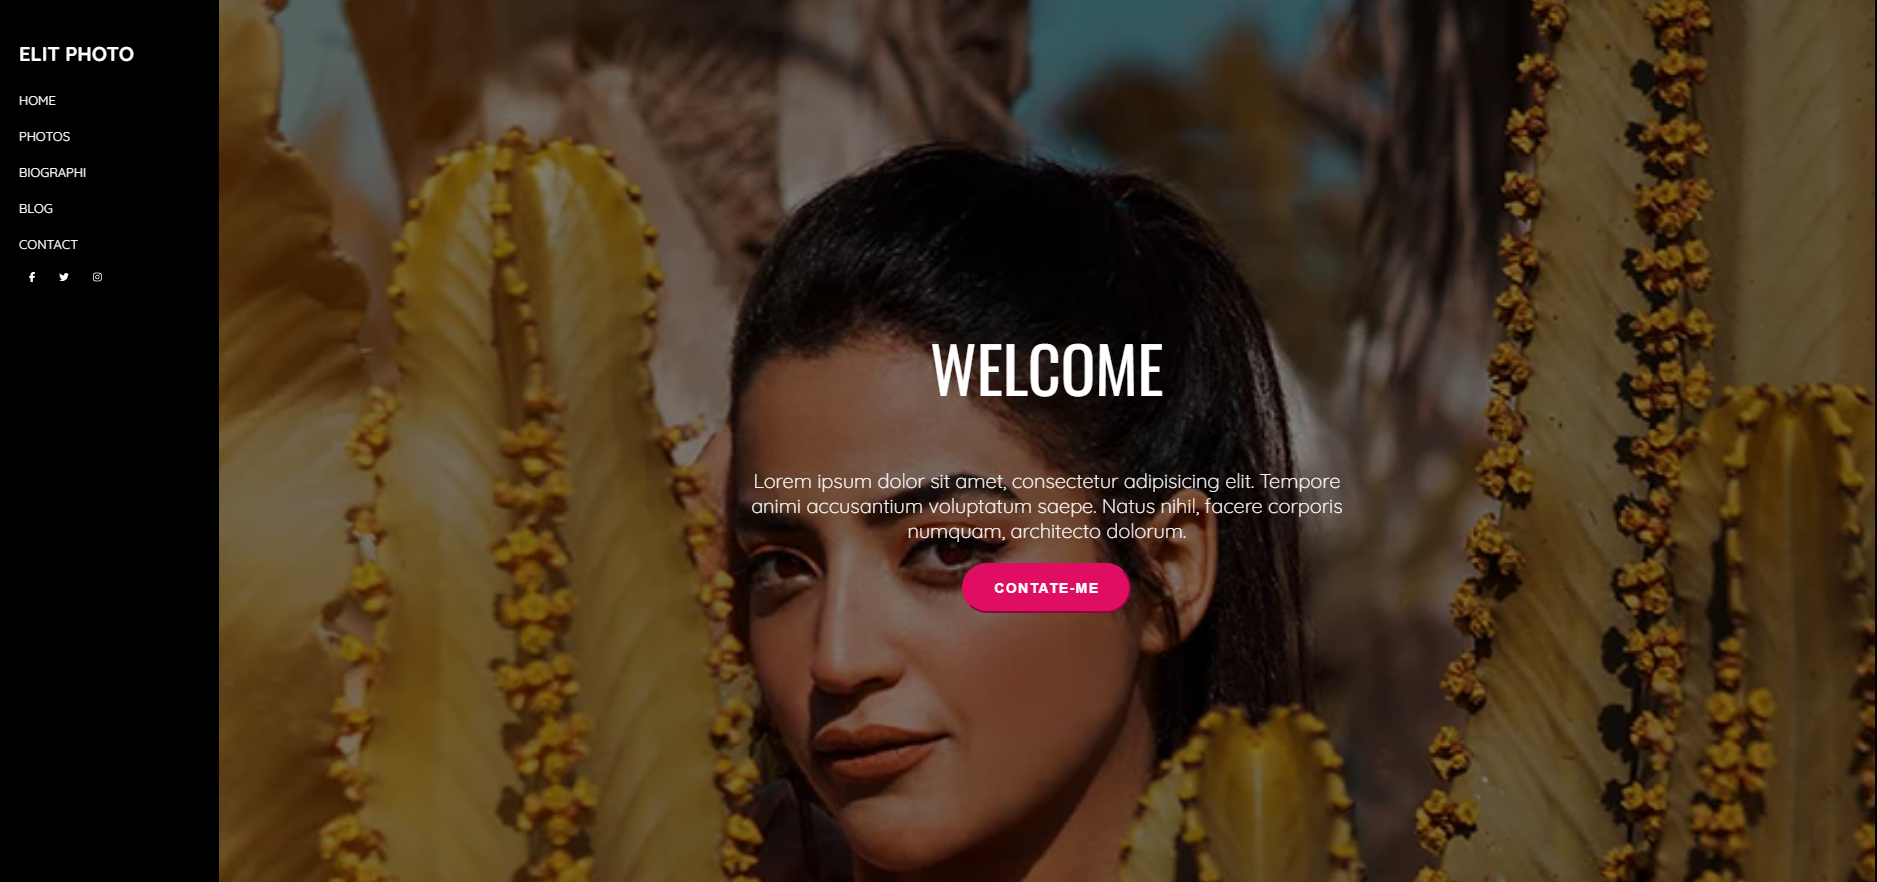 ELIT PHOTO
HOME
PHOTOS
BIOGRAPHI
BLOG
CONTACT
WELCOME
Lorem ipsum dolor sit amet, consectetur adipisicing elit. Tempore
animi accusantium voluptatum saepe. Natus nihil, facere corporis
numquam, architecto dolorum.
CONTATE-ME